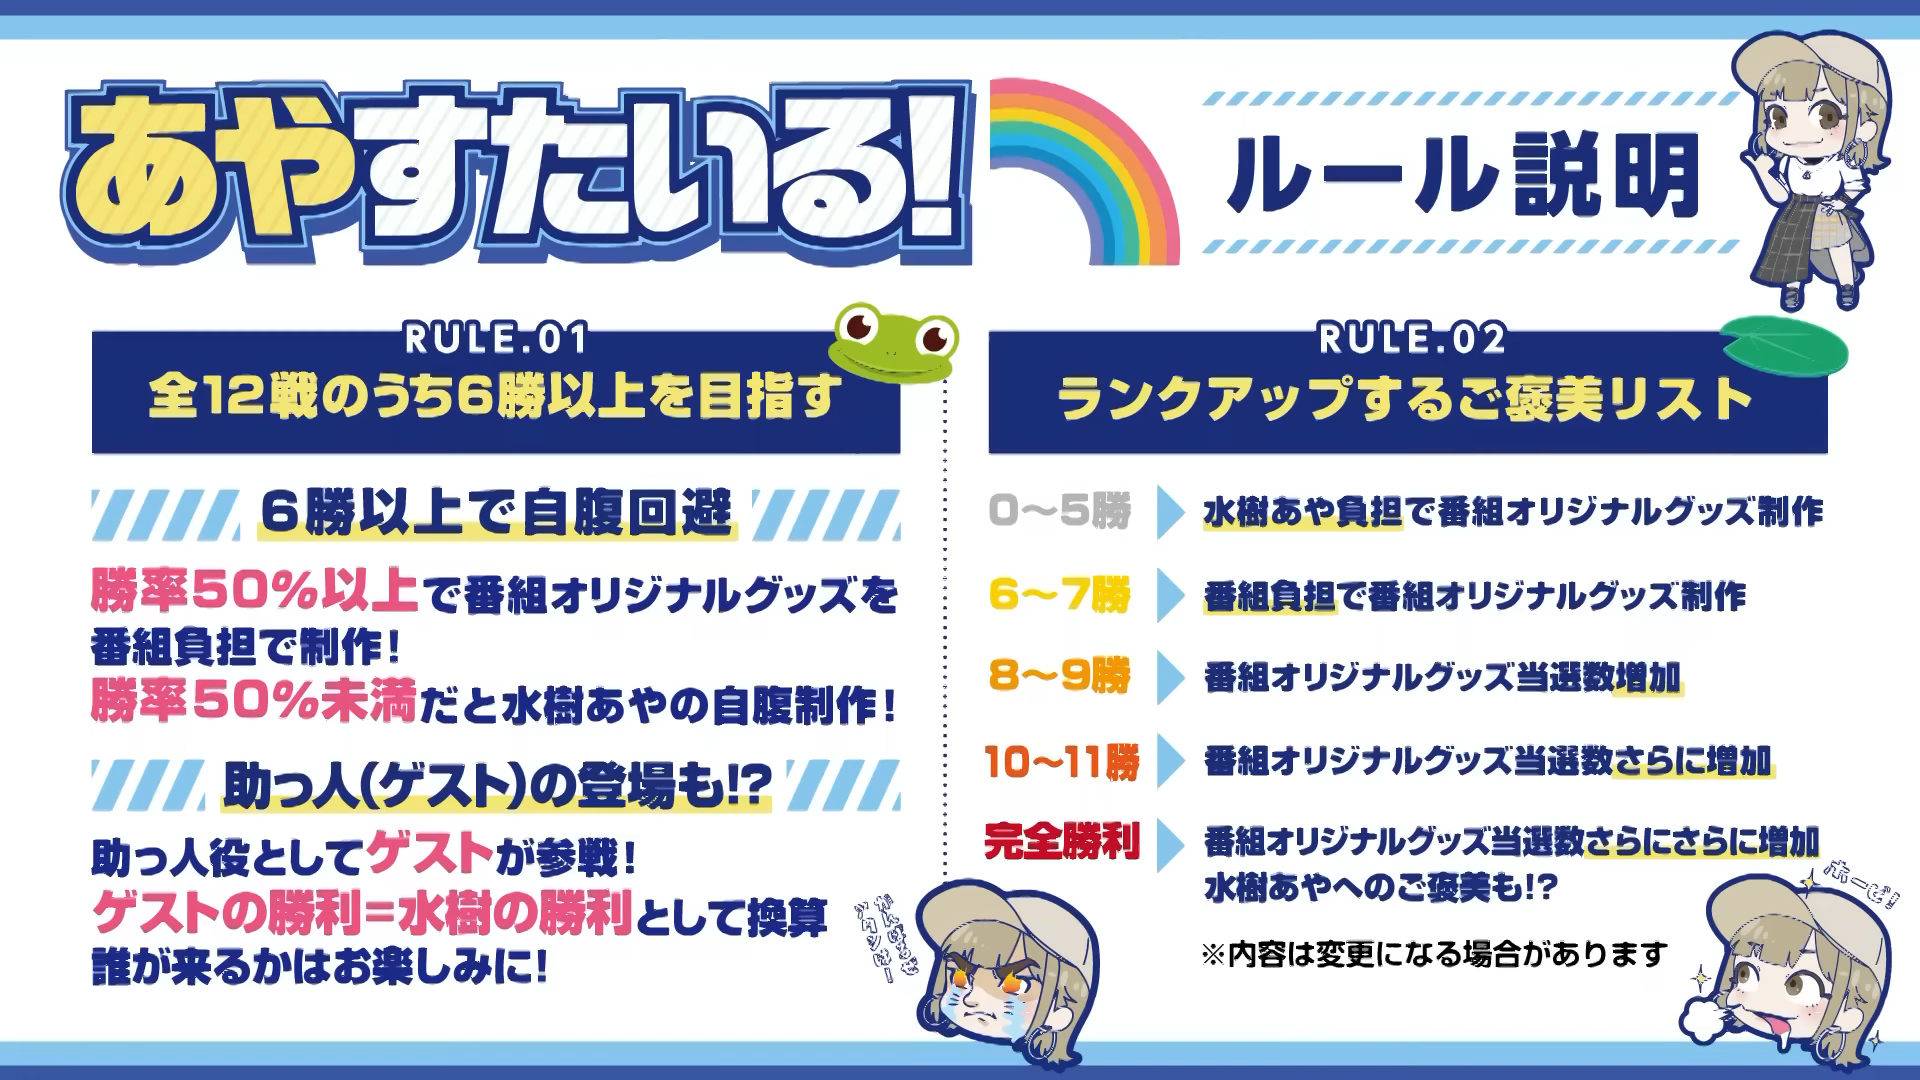 あやすたいる!
ルール説明
RULE.01
全12戦のうち6勝以上を目指す
6勝以上で自腹回避
勝率50%以上で番組オリジナルグッズを
番組負担で制作!
勝率50%未満だと水樹あやの自腹制作!
助っ人(ゲスト)の登場も!?
助っ人役としてゲストが参戦!
ゲストの勝利=水樹の勝利として換算
誰が来るかはお楽しみに!
RULE.02
ランクアップするご褒美リスト
0〜5勝 水樹あや負担で番組オリジナルグッズ制作
6〜7勝 番組負担で番組オリジナルグッズ制作
8〜9勝 番組オリジナルグッズ当選数増加
10〜11勝 番組オリジナルグッズ当選数さらに増加
完全勝利 番組オリジナルグッズ当選数さらにさらに増加
水樹あやへのご褒美も!?
※内容は変更になる場合があります